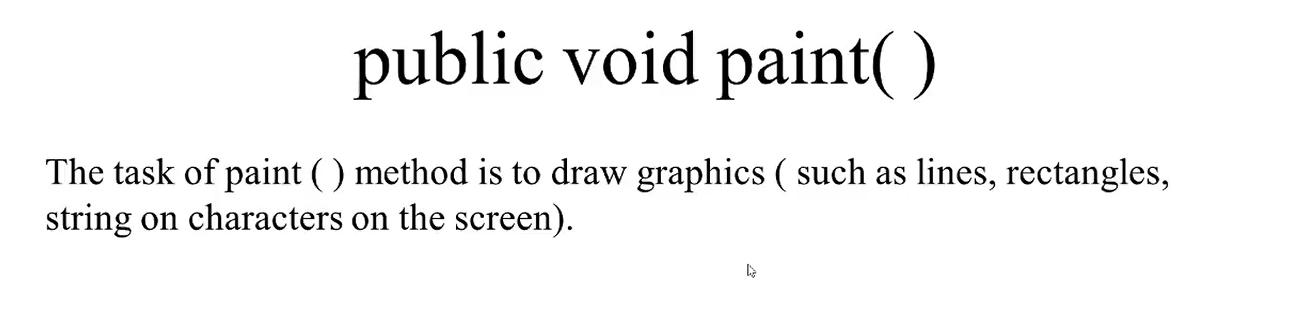 public void paint( )
The task of paint ( ) method is to draw graphics ( such as lines, rectangles,
string on characters on the screen).